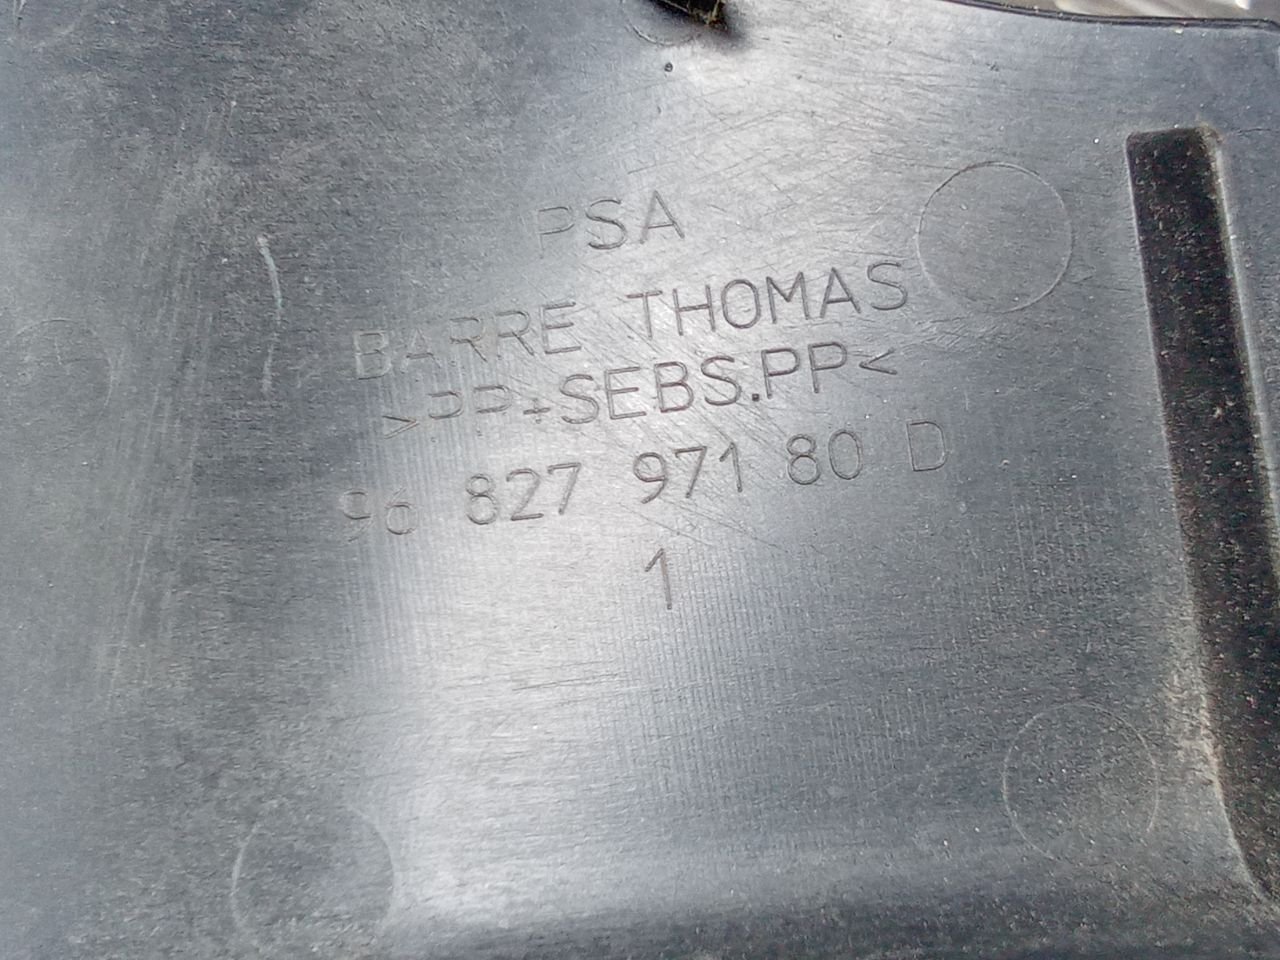 PSA
BARRE THOMAS
>PP+SEBS.PP<
96 827 971 80 D
1